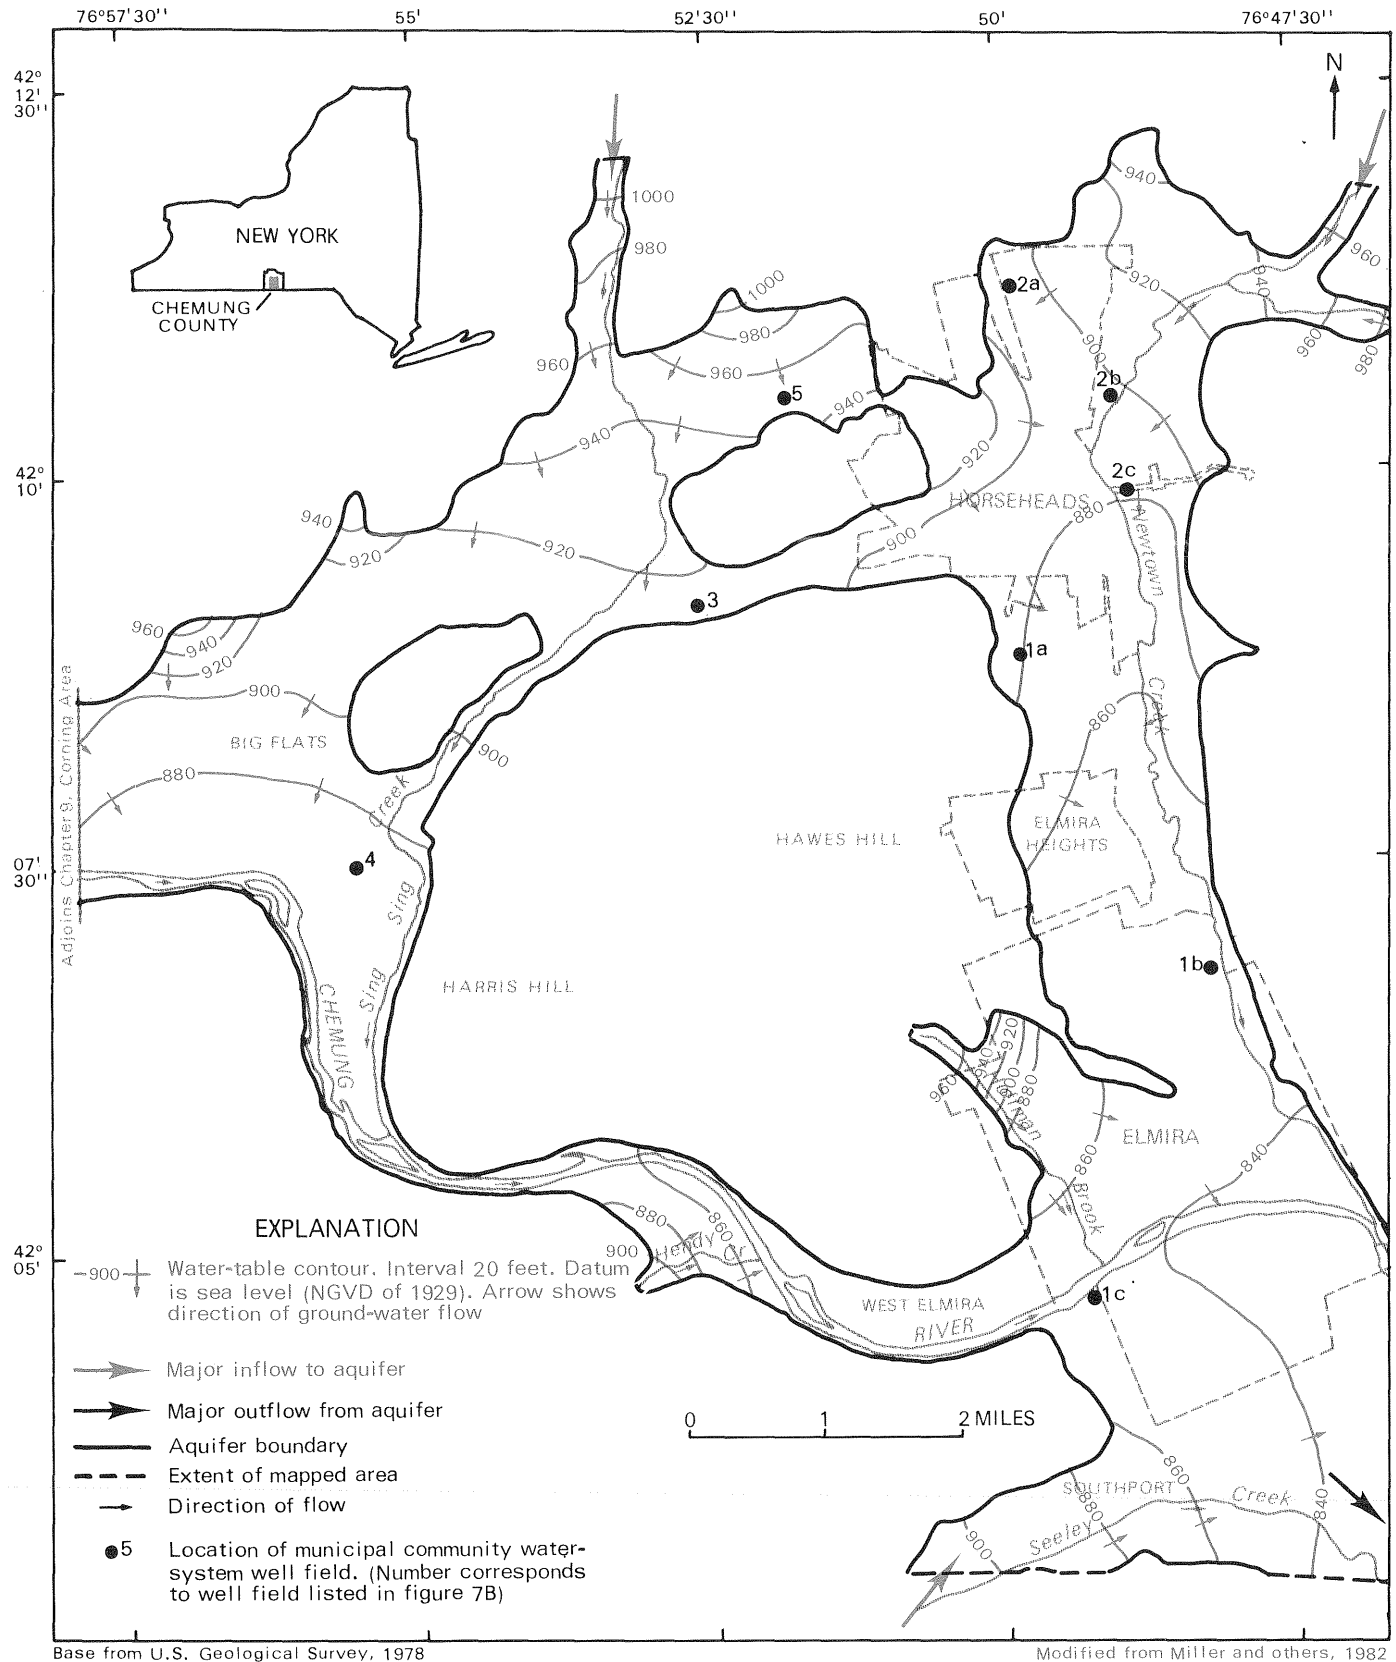 76°57'30''
55'
52'30''
50'
76°47'30''
42°
12'
30''
N
NEW YORK
CHEMUNG
COUNTY
1000
980
960
1000
980
960
940
940
960
940
920
940
960
980
2a
900
2b
5
940
920
42°
10'
2c
HORSEHEADS
880
900
Newtown
Creek
940
920
920
3
960
940
920
1a
900
BIG FLATS
900
860
880
Creek
Sing
Sing
HAWES HILL
ELMIRA
HEIGHTS
07'
30''
4
Adjoins Chapter 9, Corning Area
HARRIS HILL
1b
CHEMUNG
960
940
920
900
880
ELMIRA
860
Brook
840
880
860
900
Hendy
Cr
42°
05'
WEST ELMIRA
RIVER
1c
EXPLANATION
—900— Water-table contour. Interval 20 feet. Datum
is sea level (NGVD of 1929). Arrow shows
direction of ground-water flow
Major inflow to aquifer
Major outflow from aquifer
Aquifer boundary
Extent of mapped area
Direction of flow
5 Location of municipal community water-
system well field. (Number corresponds
to well field listed in figure 7B)
0 1 2 MILES
860
SOUTHPORT
880
Seeley
Creek
840
900
Base from U.S. Geological Survey, 1978
Modified from Miller and others, 1982